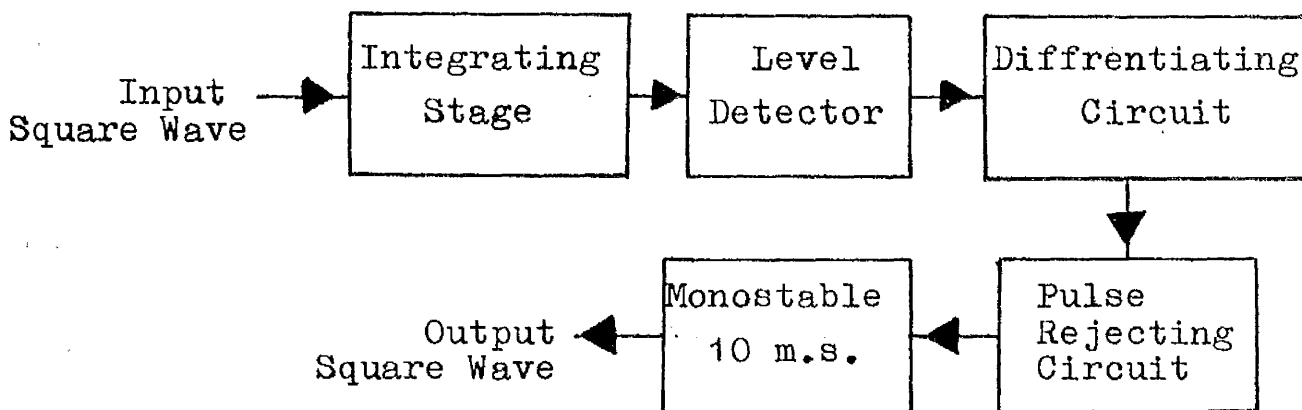 Input
Square Wave
Integrating
Stage
Level
Detector
Diffrentiating
Circuit
Pulse
Rejecting
Circuit
Monostable
10 m.s.
Output
Square Wave